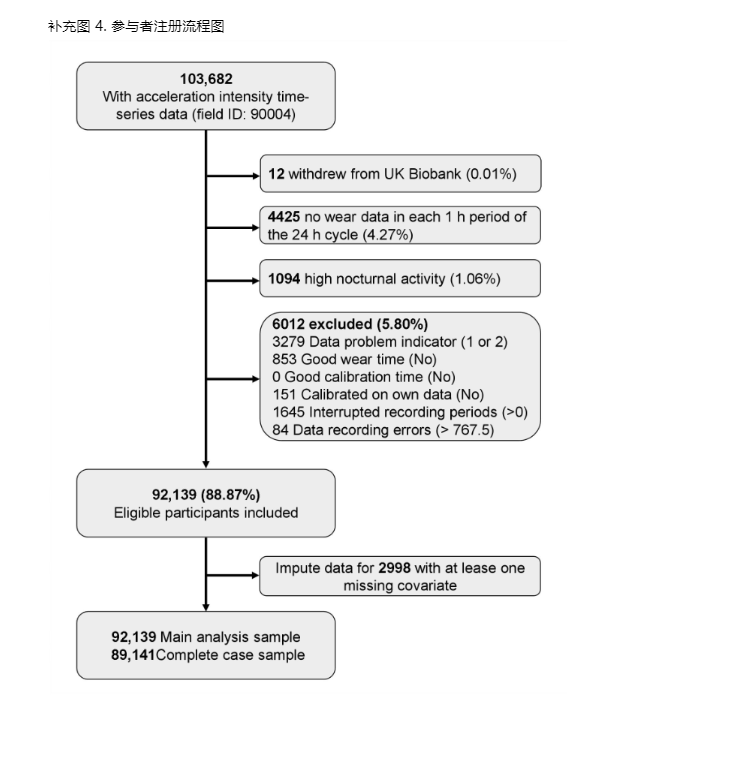 补充图 4. 参与者注册流程图
103,682
With acceleration intensity time-
series data (field ID: 90004)
12 withdrew from UK Biobank (0.01%)
4425 no wear data in each 1 h period of
the 24 h cycle (4.27%)
1094 high nocturnal activity (1.06%)
6012 excluded (5.80%)
3279 Data problem indicator (1 or 2)
853 Good wear time (No)
0 Good calibration time (No)
151 Calibrated on own data (No)
1645 Interrupted recording periods (>0)
84 Data recording errors (> 767.5)
92,139 (88.87%)
Eligible participants included
Impute data for 2998 with at lease one
missing covariate
92,139 Main analysis sample
89,141Complete case sample